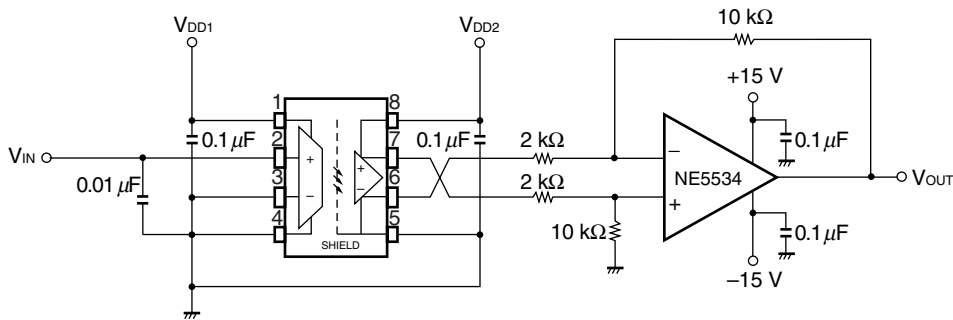 10 kΩ
VDD1
VDD2
+15 V
1
8
0.1 μF
2
7
0.1 μF
2 kΩ
0.1 μF
VIN
+
+
−
NE5534
VOUT
3
−
−
6
2 kΩ
+
0.01 μF
4
5
10 kΩ
0.1 μF
SHIELD
−15 V